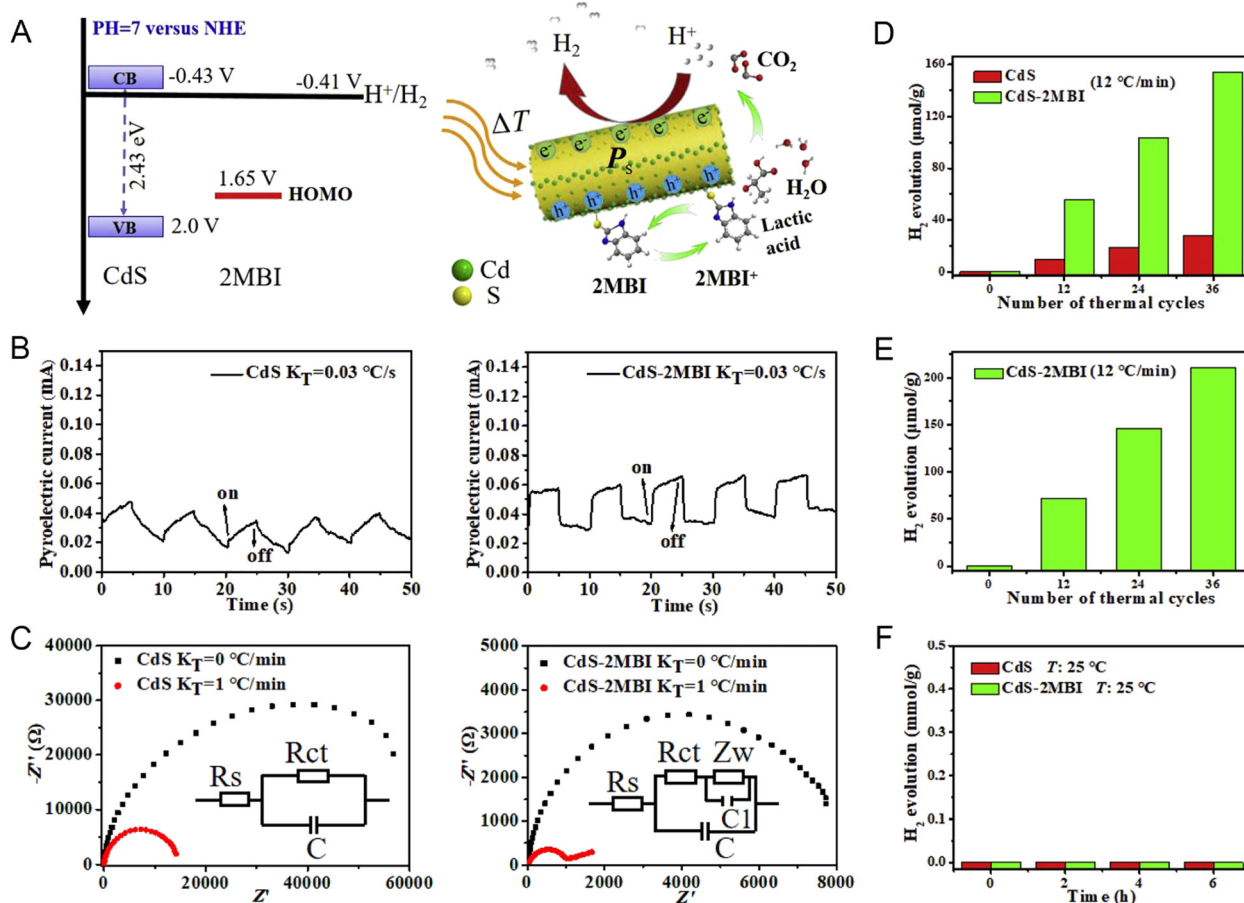 A
PH=7 versus NHE
CB
-0.43 V
-0.41 V
H⁺/H₂
2.43 eV
1.65 V
HOMO
VB
2.0 V
CdS
2MBI
H₂
H⁺
CO₂
ΔT
e⁻ e⁻ e⁻ e⁻ e⁻
Pₛ
h⁺ h⁺ h⁺ h⁺ h⁺
H₂O
Lactic
acid
2MBI
2MBI⁺
Cd
S
B
CdS K_T=0.03 °C/s
Pyroelectric current (mA)
0.14
0.12
0.10
0.08
0.06
0.04
0.02
0.00
on
off
0 10 20 30 40 50
Time (s)
CdS-2MBI K_T=0.03 °C/s
Pyroelectric current (mA)
0.14
0.12
0.10
0.08
0.06
0.04
0.02
0.00
on
off
0 10 20 30 40 50
Time (s)
C
CdS K_T=0 °C/min
CdS K_T=1 °C/min
-Z'' (Ω)
40000
30000
20000
10000
0
Rs
Rct
C
0 20000 40000 60000
Z'
CdS-2MBI K_T=0 °C/min
CdS-2MBI K_T=1 °C/min
-Z'' (Ω)
5000
4000
3000
2000
1000
0
Rs
Rct
Zw
C1
C
0 2000 4000 6000 8000
Z'
D
CdS
(12 °C/min)
CdS-2MBI
H₂ evolution (μmol/g)
160
120
80
40
0
0 12 24 36
Number of thermal cycles
E
CdS-2MBI (12 °C/min)
H₂ evolution (μmol/g)
200
150
75
50
0
0 12 24 36
Number of thermal cycles
F
CdS T: 25 °C
CdS-2MBI T: 25 °C
H₂ evolution (mmol/g)
0.5
0.4
0.3
0.2
0.1
0.0
0 2 4 6
Time (h)